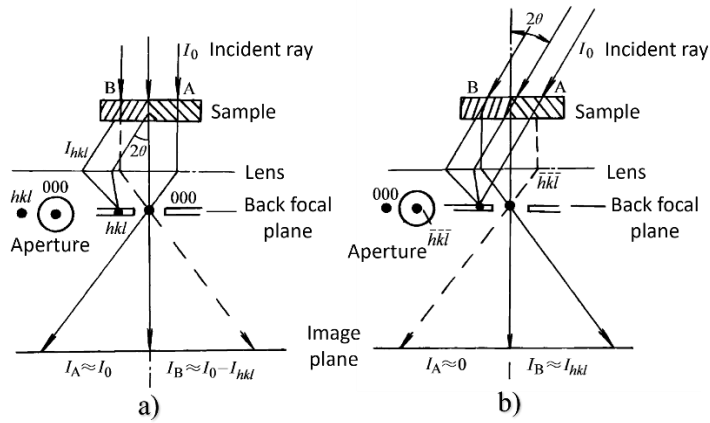 I₀ Incident ray
B A
Sample
I_hkl
2θ
Lens
hkl 000 000
hkl
Back focal
plane
Aperture
Image
plane
I_A≈I₀ I_B≈I₀−I_hkl
a)
2θ
I₀ Incident ray
B A
Sample
Lens
h̅k̅l̅
000
Back focal
plane
Aperture h̅k̅l̅
I_A≈0 I_B≈I_hkl
b)